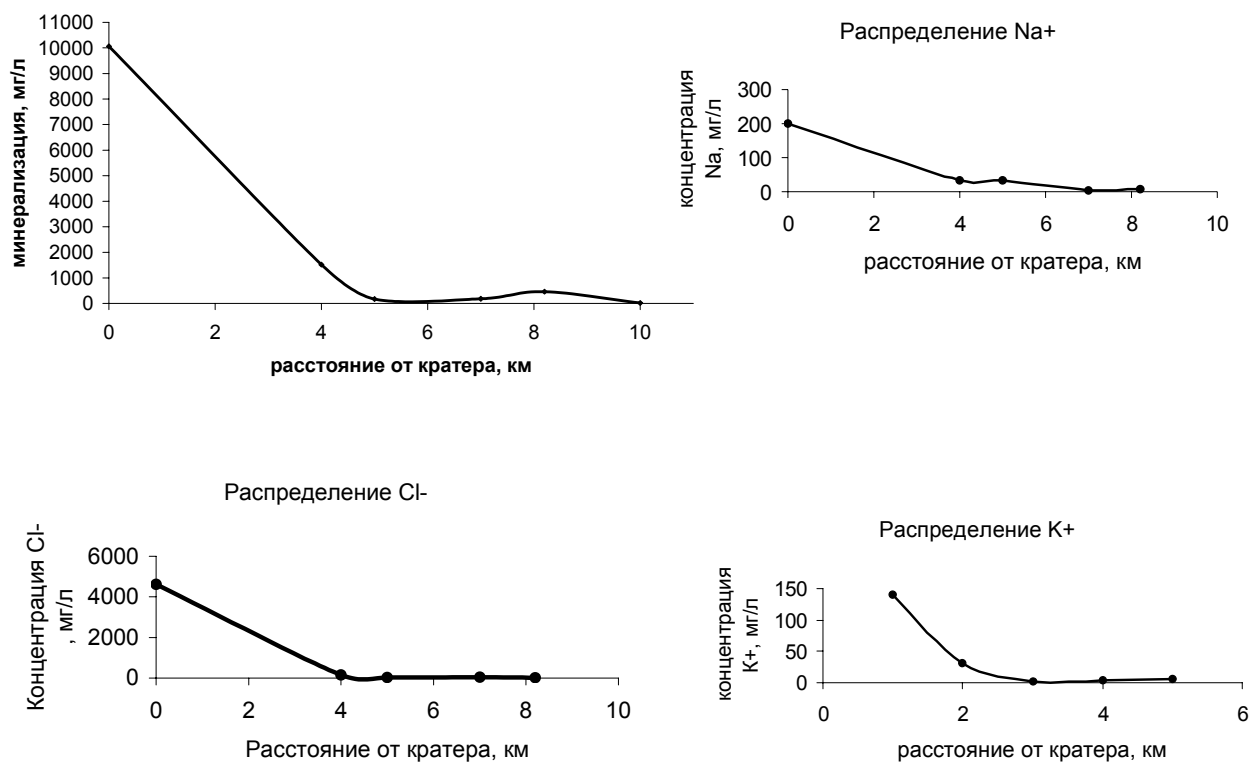 11000
10000
9000
8000
7000
6000
5000
4000
3000
2000
1000
0
минерализация, мг/л
0 2 4 6 8 10
расстояние от кратера, км
Распределение Na+
концентрация
Na, мг/л
300
200
100
0
0 2 4 6 8 10
расстояние от кратера, км
Распределение Cl-
Концентрация Cl-
, мг/л
6000
4000
2000
0
0 2 4 6 8 10
Расстояние от кратера, км
Распределение K+
концентрация
K+, мг/л
150
100
50
0
0 2 4 6
расстояние от кратера, км